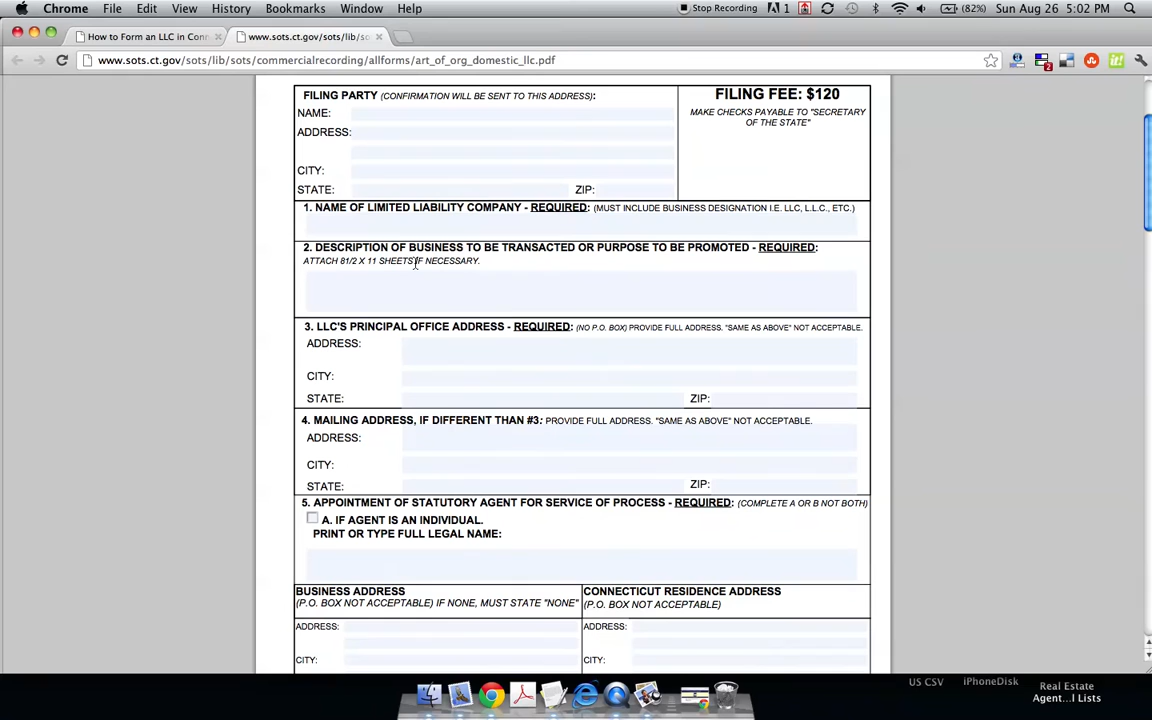 Chrome File Edit View History Bookmarks Window Help Stop Recording 1 (82%) Sun Aug 26 5:02 PM
How to Form an LLC in Conn × www.sots.ct.gov/sots/lib/so ×
www.sots.ct.gov/sots/lib/sots/commercialrecording/allforms/art_of_org_domestic_llc.pdf
FILING PARTY (CONFIRMATION WILL BE SENT TO THIS ADDRESS):
NAME:
ADDRESS:
CITY:
STATE: ZIP:
FILING FEE: $120
MAKE CHECKS PAYABLE TO "SECRETARY
OF THE STATE"
1. NAME OF LIMITED LIABILITY COMPANY - REQUIRED: (MUST INCLUDE BUSINESS DESIGNATION I.E. LLC, L.L.C., ETC.)
2. DESCRIPTION OF BUSINESS TO BE TRANSACTED OR PURPOSE TO BE PROMOTED - REQUIRED:
ATTACH 81/2 X 11 SHEETS IF NECESSARY.
3. LLC'S PRINCIPAL OFFICE ADDRESS - REQUIRED: (NO P.O. BOX) PROVIDE FULL ADDRESS. "SAME AS ABOVE" NOT ACCEPTABLE.
ADDRESS:
CITY:
STATE: ZIP:
4. MAILING ADDRESS, IF DIFFERENT THAN #3: PROVIDE FULL ADDRESS. "SAME AS ABOVE" NOT ACCEPTABLE.
ADDRESS:
CITY:
STATE: ZIP:
5. APPOINTMENT OF STATUTORY AGENT FOR SERVICE OF PROCESS - REQUIRED: (COMPLETE A OR B NOT BOTH)
A. IF AGENT IS AN INDIVIDUAL.
PRINT OR TYPE FULL LEGAL NAME:
BUSINESS ADDRESS
(P.O. BOX NOT ACCEPTABLE) IF NONE, MUST STATE "NONE"
ADDRESS:
CITY:
CONNECTICUT RESIDENCE ADDRESS
(P.O. BOX NOT ACCEPTABLE)
ADDRESS:
CITY:
US CSV iPhoneDisk
Real Estate
Agent...l Lists